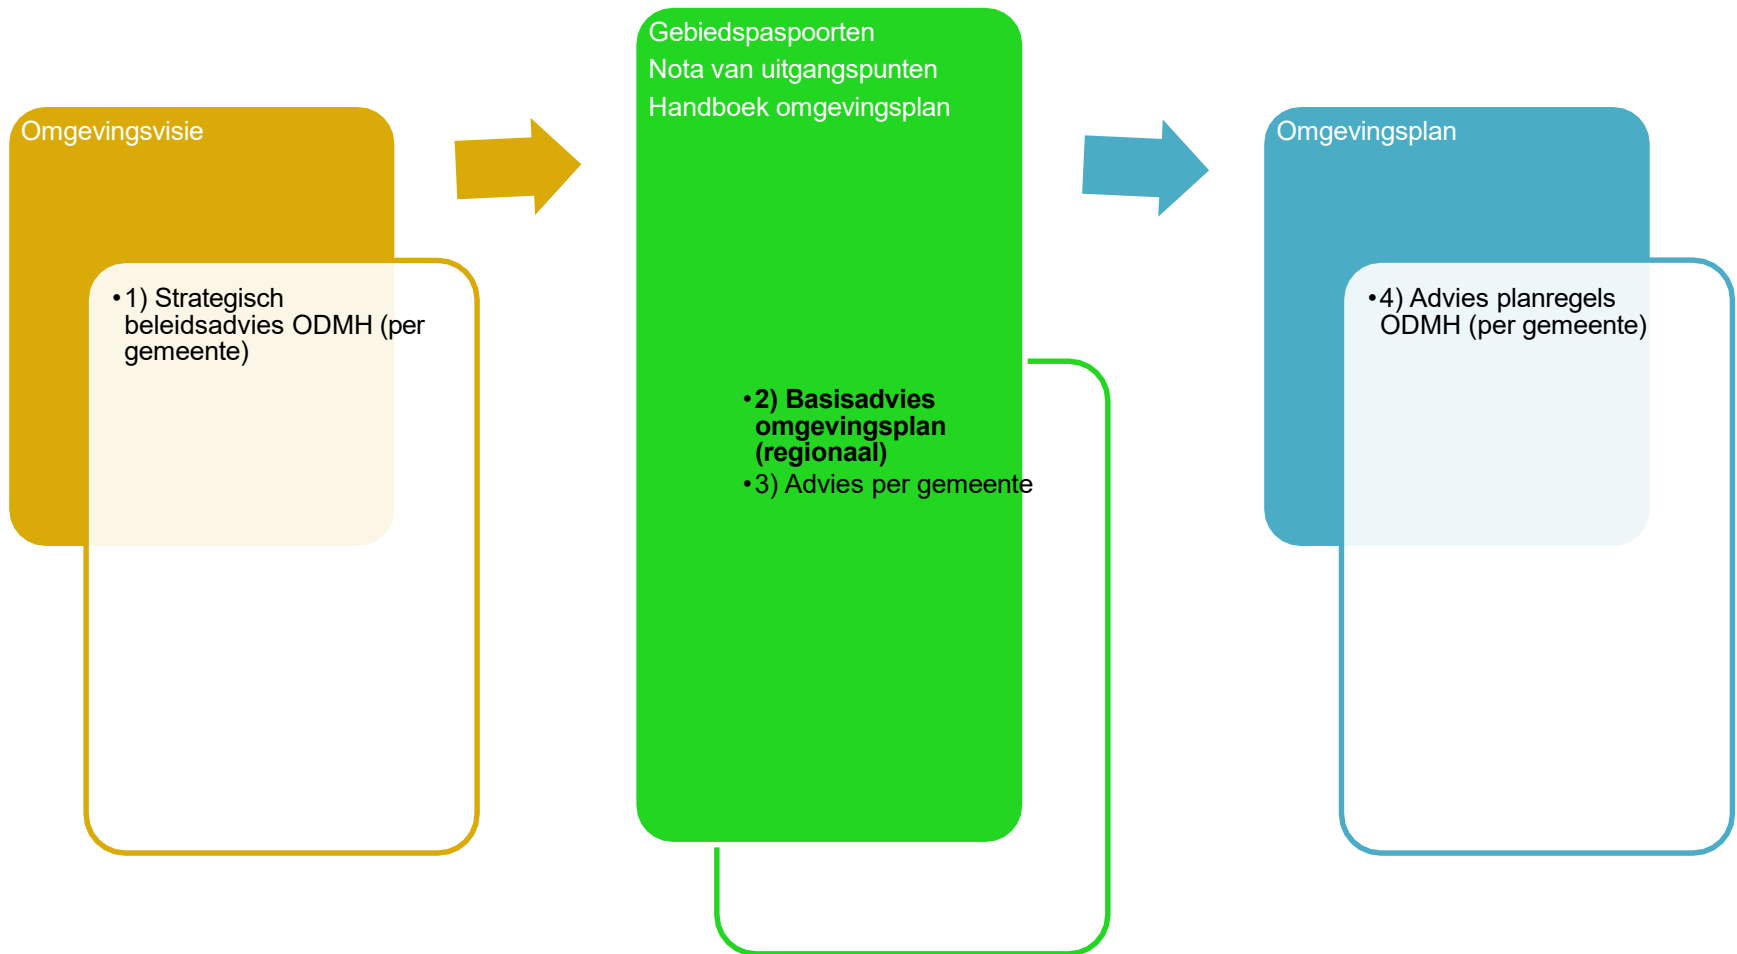 Omgevingsvisie
•1) Strategisch
beleidsadvies ODMH (per
gemeente)
Gebiedspaspoorten
Nota van uitgangspunten
Handboek omgevingsplan
•2) Basisadvies
omgevingsplan
(regionaal)
•3) Advies per gemeente
Omgevingsplan
•4) Advies planregels
ODMH (per gemeente)